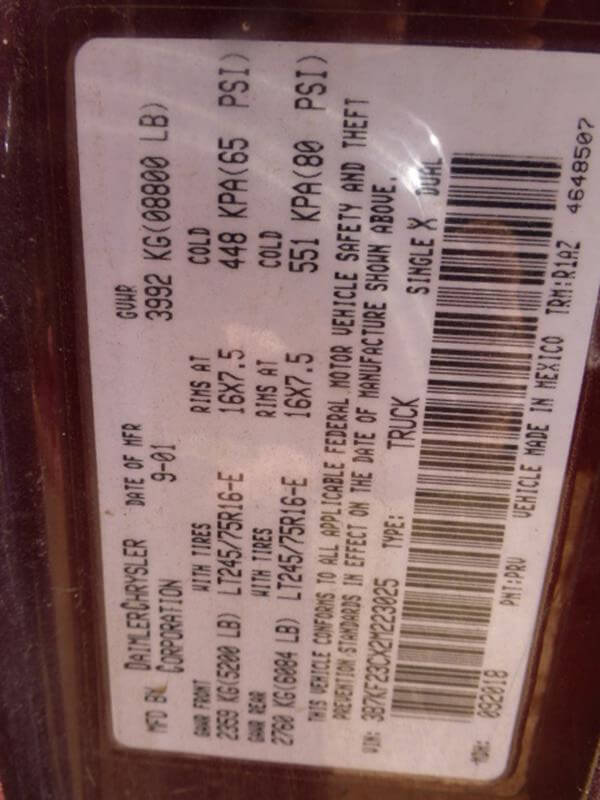 MFD BY DAIMLERCHRYSLER CORPORATION DATE OF MFR 9-01 GVWR 3992 KG(08800 LB)
GAWR FRONT WITH TIRES RIMS AT COLD
2359 KG(5200 LB) LT245/75R16-E 16X7.5 448 KPA(65 PSI)
GAWR REAR WITH TIRES RIMS AT COLD
2760 KG(6084 LB) LT245/75R16-E 16X7.5 551 KPA(80 PSI)
THIS VEHICLE CONFORMS TO ALL APPLICABLE FEDERAL MOTOR VEHICLE SAFETY AND THEFT
PREVENTION STANDARDS IN EFFECT ON THE DATE OF MANUFACTURE SHOWN ABOVE.
VIN: 3B7KF23CX2M223025 TYPE: TRUCK SINGLE X DUAL
MDH: 092018 PNT:PRV VEHICLE MADE IN MEXICO TRM:R1AZ 4648507